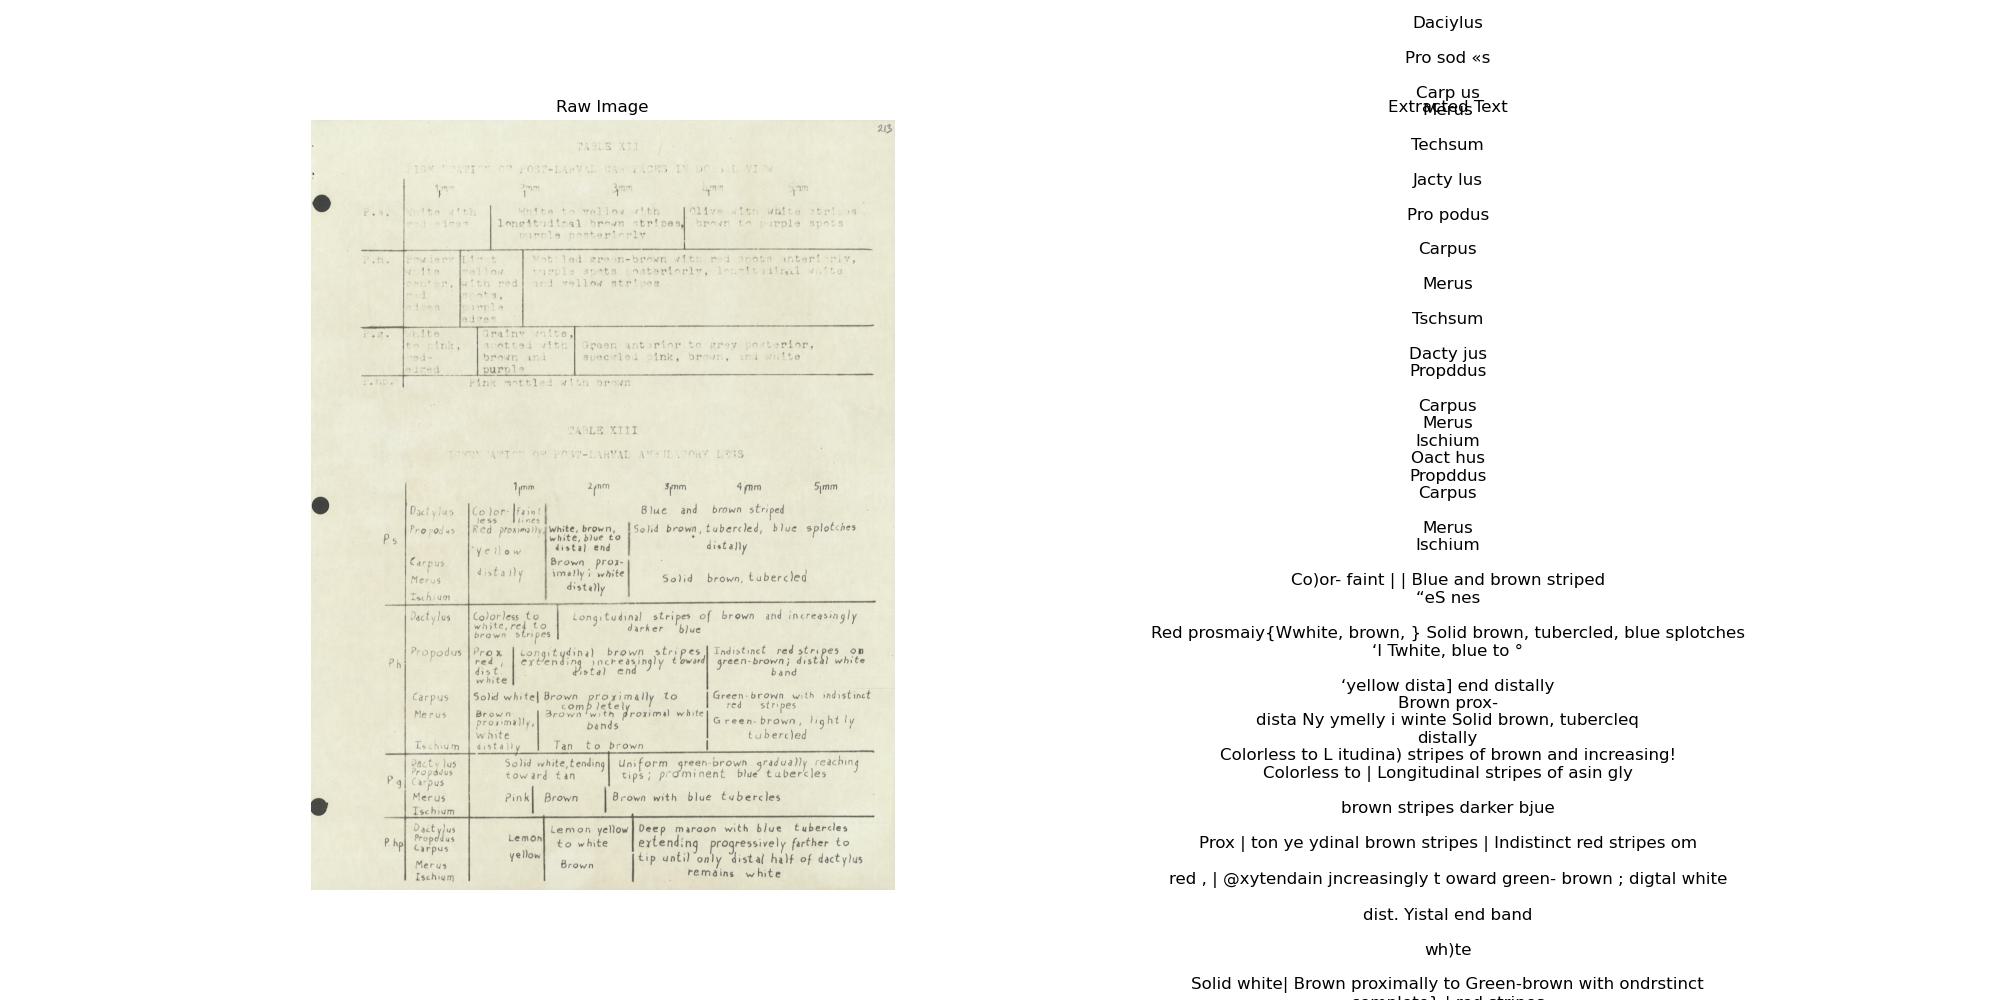 Raw Image
213
TABLE XII
PIGMENTATION OF POST-LARVAL CARAPACES IN DORSAL VIEW
1mm 2mm 3mm 4mm 5mm
P.s. White with White to yellow with Olive with white stripes
red edges longitudinal brown stripes, brown to purple spots
purple posteriorly
P.h. Powdery Light Mottled green-brown with red spots anteriorly,
white yellow purple spots posteriorly, longitudinal white
center, with red and yellow stripes
red spots,
edges purple
edges
P.g. White Grainy white,
to pink, spotted with Green anterior to grey posterior,
red- brown and speckled pink, brown, and white
edged purple
Pink mottled with brown
TABLE XIII
PIGMENTATION OF POST-LARVAL AMBULATORY LEGS
1mm 2mm 3mm 4mm 5mm
Dactylus Color- faint Blue and brown striped
less lines
Propodus Red proximally, White, brown, Solid brown, tubercled, blue splotches
Ps white, blue to
yellow distal end distally
Carpus Brown prox-
distally imally; white
Merus Solid brown, tubercled
distally
Ischium
Dactylus Colorless to Longitudinal stripes of brown and increasingly
white, red to darker blue
brown stripes
Propodus Prox Longitudinal brown stripes Indistinct red stripes on
Ph red, extending increasingly toward green-brown; distal white
dist. distal end band
white
Carpus Solid white Brown proximally to Green-brown with indistinct
completely red stripes
Merus Brown Brown with proximal white
proximally, bands Green-brown, lightly
white tubercled
Ischium distally Tan to brown
Dactylus Solid white, tending Uniform green-brown gradually reaching
Propodus toward tan tips; prominent blue tubercles
Pg Carpus
Merus Pink Brown Brown with blue tubercles
Ischium
Dactylus Lemon yellow Deep maroon with blue tubercles
Propodus Lemon to white extending progressively farther to
Php Carpus
yellow tip until only distal half of dactylus
Merus Brown
remains white
Ischium
Daciylus
Pro sod «s
Carp us
Extracted Text
Merus
Techsum
Jacty lus
Pro podus
Carpus
Merus
Tschsum
Dacty jus
Propddus
Carpus
Merus
Ischium
Oact hus
Propddus
Carpus
Merus
Ischium
Co)or- faint | | Blue and brown striped
“eS nes
Red prosmaiy{Wwhite, brown, } Solid brown, tubercled, blue splotches
‘l Twhite, blue to °
‘yellow dista] end distally
Brown prox-
dista Ny ymelly i winte Solid brown, tubercleq
distally
Colorless to L itudina) stripes of brown and increasing!
Colorless to | Longitudinal stripes of asin gly
brown stripes darker bjue
Prox | ton ye ydinal brown stripes | Indistinct red stripes om
red , | @xytendain jncreasingly t oward green- brown ; digtal white
dist. Yistal end band
wh)te
Solid white| Brown proximally to Green-brown with ondrstinct